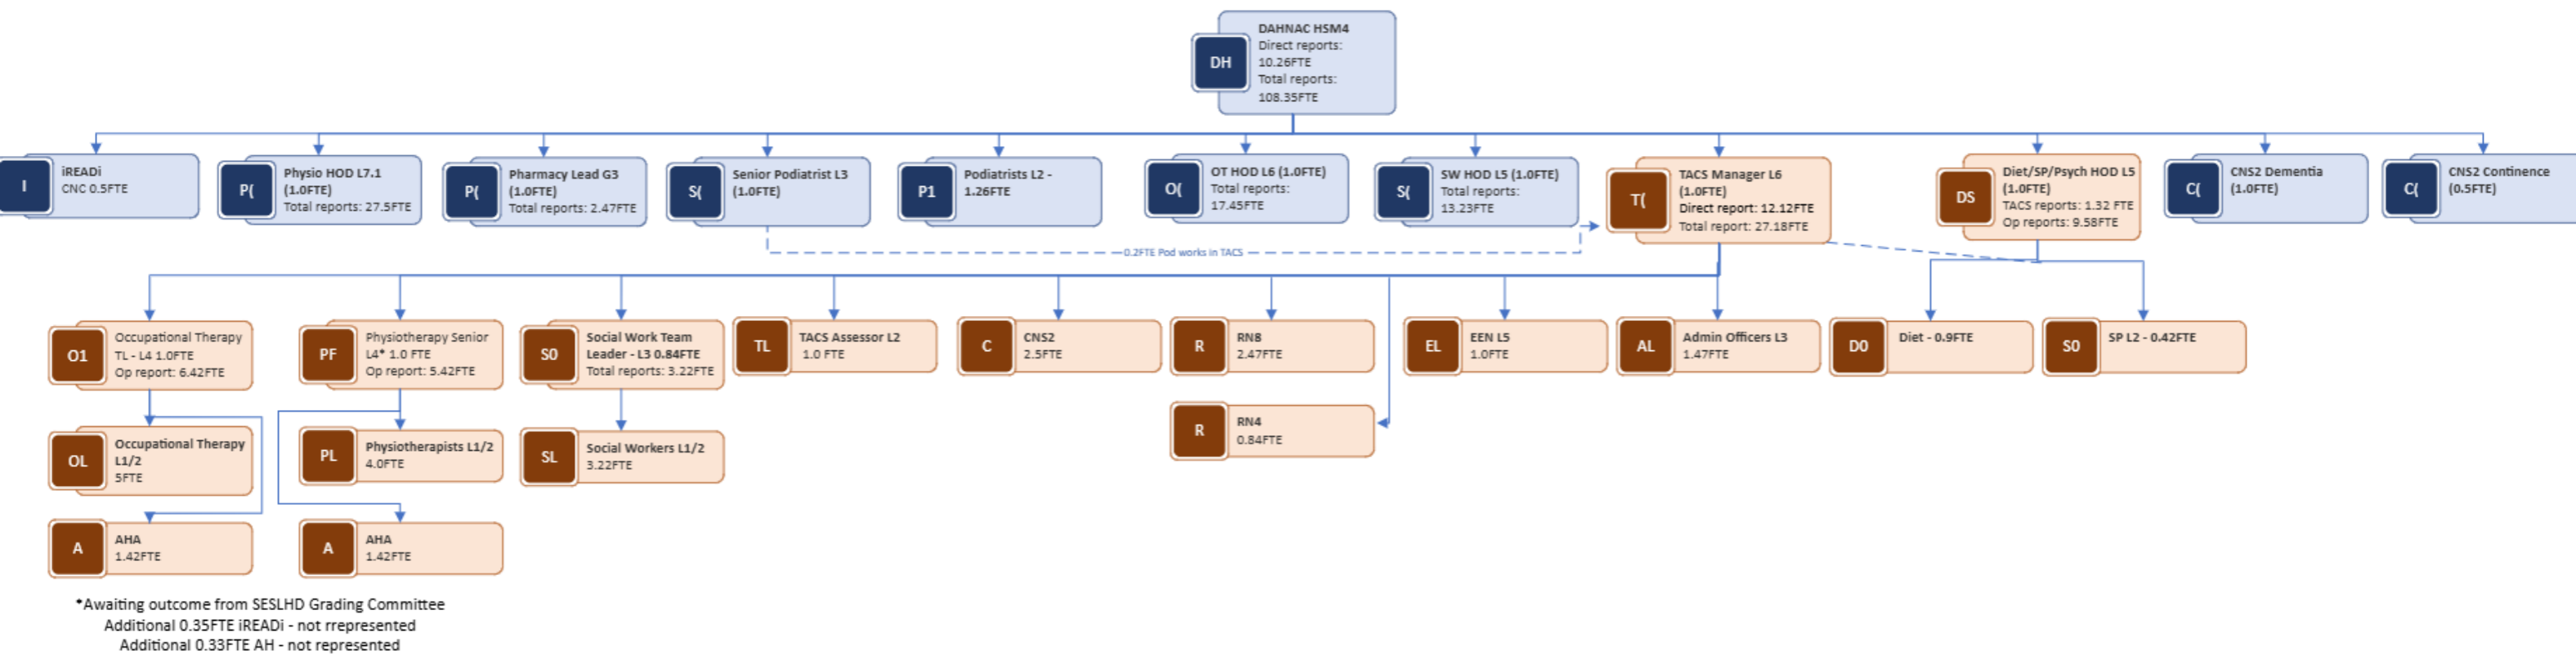 DH
DAHNAC HSM4
Direct reports:
10.26FTE
Total reports:
108.35FTE
I
iREADi
CNC 0.5FTE
P(
Physio HOD L7.1
(1.0FTE)
Total reports: 27.5FTE
P(
Pharmacy Lead G3
(1.0FTE)
Total reports: 2.47FTE
S(
Senior Podiatrist L3
(1.0FTE)
P1
Podiatrists L2 -
1.26FTE
O(
OT HOD L6 (1.0FTE)
Total reports:
17.45FTE
S(
SW HOD L5 (1.0FTE)
Total reports:
13.23FTE
T(
TACS Manager L6
(1.0FTE)
Direct report: 12.12FTE
Total report: 27.18FTE
DS
Diet/SP/Psych HOD L5
(1.0FTE)
TACS reports: 1.32 FTE
Op reports: 9.58FTE
C(
CNS2 Dementia
(1.0FTE)
C(
CNS2 Continence
(0.5FTE)
0.2FTE Pod works in TACS
O1
Occupational Therapy
TL - L4 1.0FTE
Op report: 6.42FTE
PF
Physiotherapy Senior
L4* 1.0 FTE
Op report: 5.42FTE
S0
Social Work Team
Leader - L3 0.84FTE
Total reports: 3.22FTE
TL
TACS Assessor L2
1.0 FTE
C
CNS2
2.5FTE
R
RN8
2.47FTE
EL
EEN L5
1.0FTE
AL
Admin Officers L3
1.47FTE
D0
Diet - 0.9FTE
S0
SP L2 - 0.42FTE
R
RN4
0.84FTE
OL
Occupational Therapy
L1/2
5FTE
PL
Physiotherapists L1/2
4.0FTE
SL
Social Workers L1/2
3.22FTE
A
AHA
1.42FTE
A
AHA
1.42FTE
*Awaiting outcome from SESLHD Grading Committee
Additional 0.35FTE iREADi - not rrepresented
Additional 0.33FTE AH - not represented